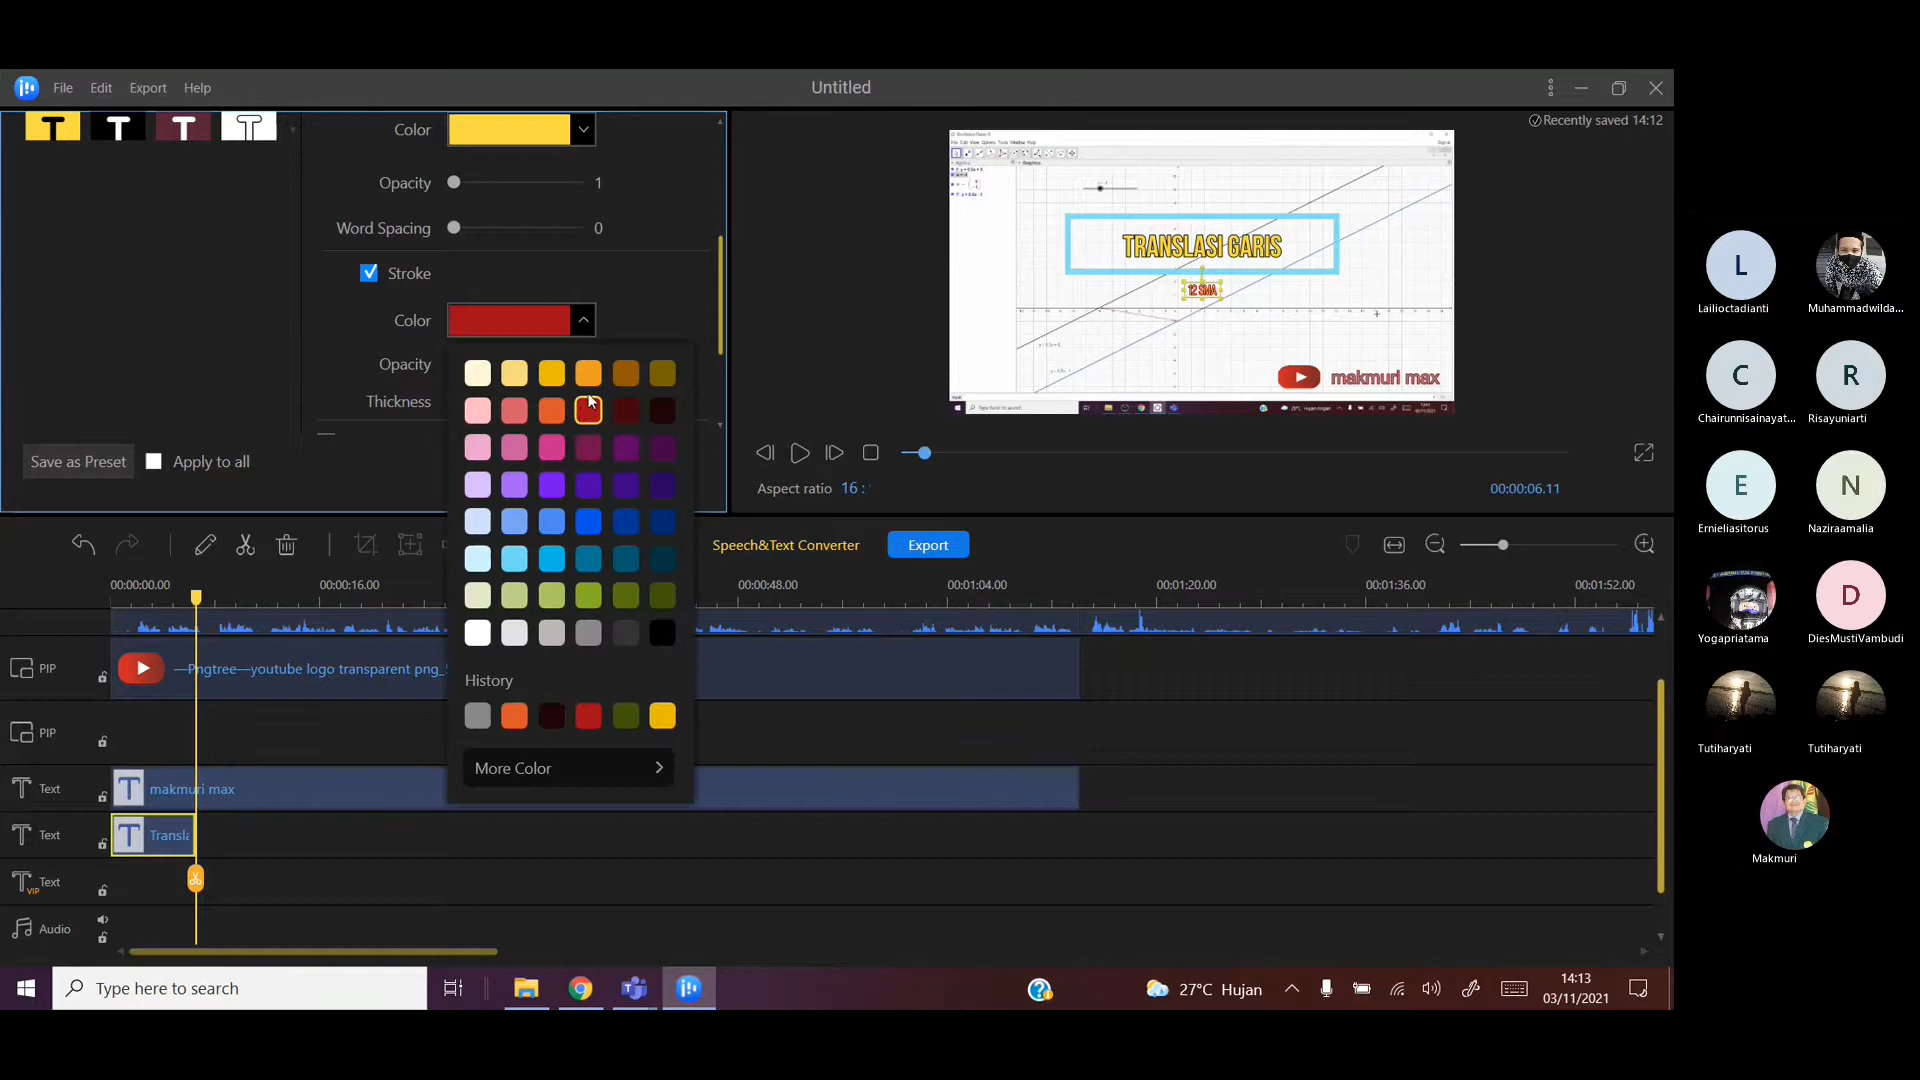 File Edit Export Help
Untitled
Recently saved 14:12
T T T T
Color
Opacity 1
Word Spacing 0
Stroke
Color
Opacity
Thickness
Save as Preset
Apply to all
History
More Color
TRANSLASI GARIS
12 SMA
makmuri max
Type here to search
Aspect ratio 16 :
00:00:06.11
Speech&Text Converter
Export
00:00:00.00 00:00:16.00 00:00:48.00 00:01:04.00 00:01:20.00 00:01:36.00 00:01:52.00
PIP
—Pngtree—youtube logo transparent png_
PIP
Text
makmuri max
Text
Transla
VIP Text
Audio
Type here to search
27°C Hujan
14:13
03/11/2021
L
Lailioctadianti
Muhammadwilda...
C
Chairunnisainayat...
R
Risayuniarti
E
Ernieliasitorus
N
Naziraamalia
Yogapriatama
D
DiesMustiVambudi
Tutiharyati
Tutiharyati
Makmuri